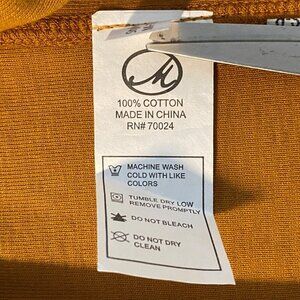 M
100% COTTON
MADE IN CHINA
RN# 70024
MACHINE WASH
COLD WITH LIKE
COLORS
TUMBLE DRY LOW
REMOVE PROMPTLY
DO NOT BLEACH
DO NOT DRY
CLEAN